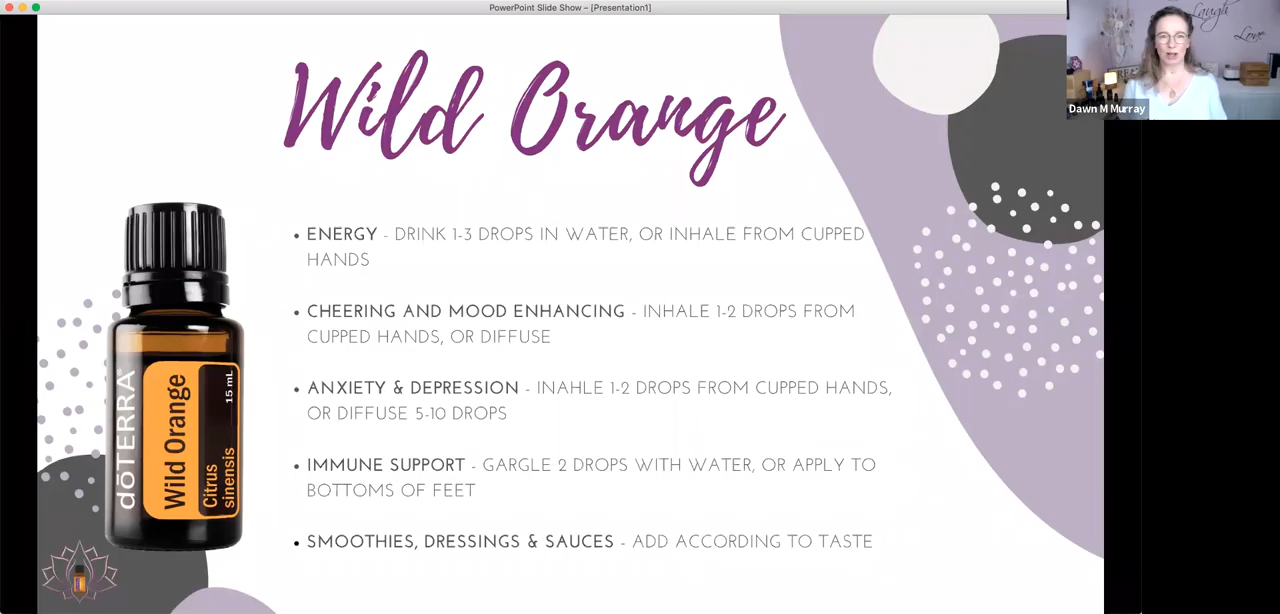 PowerPoint Slide Show – [Presentation1]
Laugh
Love
Dawn M Murray
Wild Orange
• ENERGY - DRINK 1-3 DROPS IN WATER, OR INHALE FROM CUPPED
HANDS
• CHEERING AND MOOD ENHANCING - INHALE 1-2 DROPS FROM
CUPPED HANDS, OR DIFFUSE
• ANXIETY & DEPRESSION - INAHLE 1-2 DROPS FROM CUPPED HANDS,
OR DIFFUSE 5-10 DROPS
• IMMUNE SUPPORT - GARGLE 2 DROPS WITH WATER, OR APPLY TO
BOTTOMS OF FEET
• SMOOTHIES, DRESSINGS & SAUCES - ADD ACCORDING TO TASTE
dōTERRA®
Wild Orange
Citrus
sinensis
15 mL